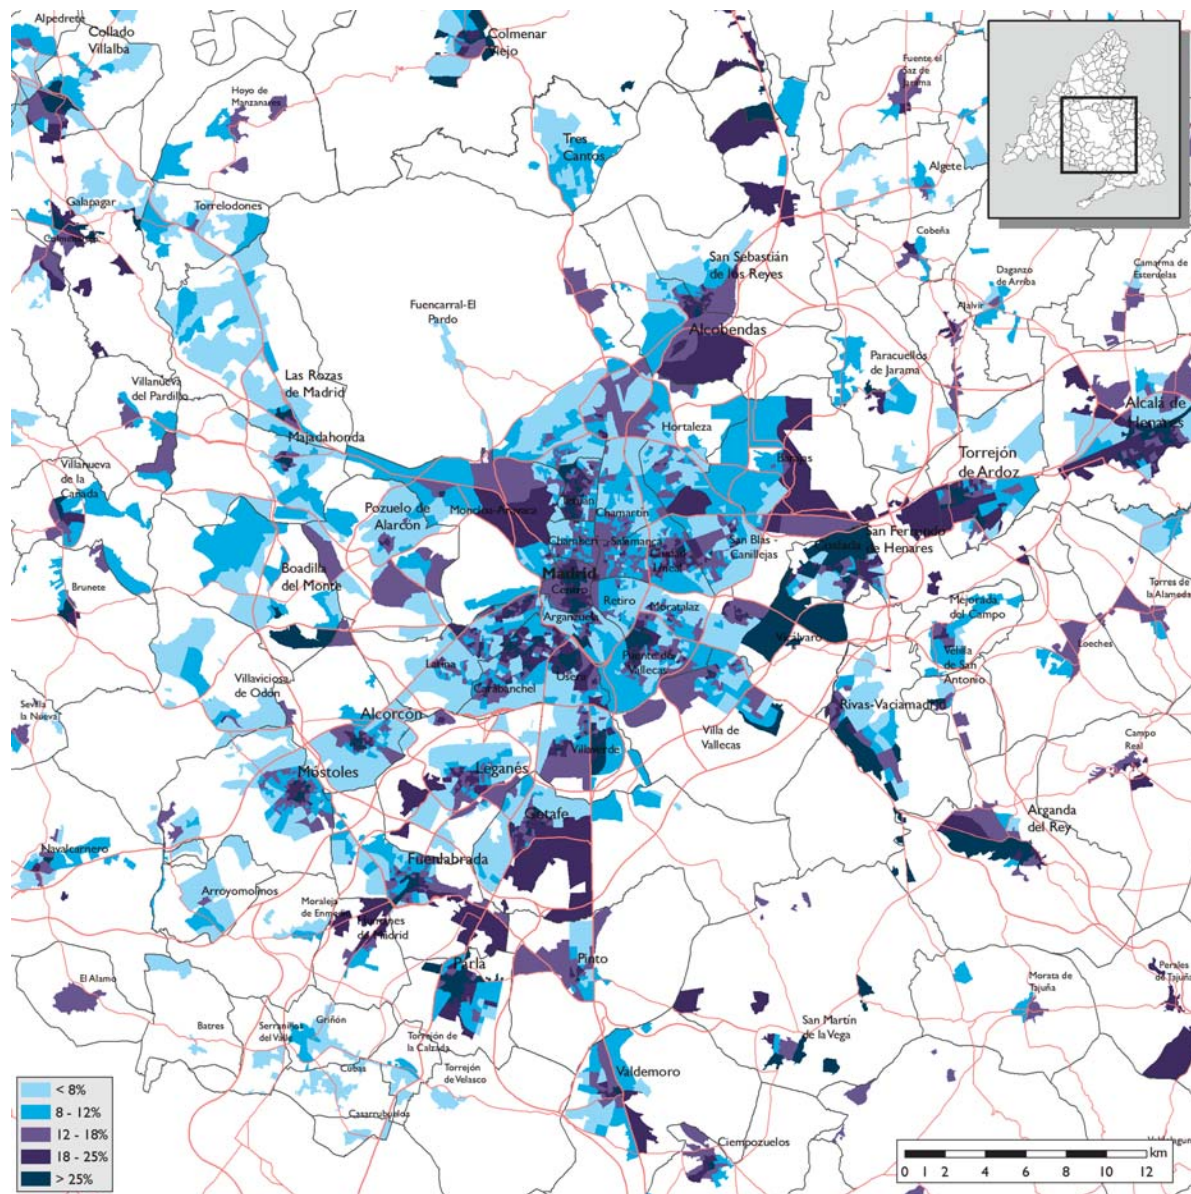 Alpedrete
Collado
Villalba
Colmenar
Viejo
Hoyo de
Manzanares
Fuente el
Saz de
Jarama
Tres
Cantos
Algete
Galapagar
Torrelodones
Cobeña
San Sebastián
de los Reyes
Daganzo
de Arriba
Camarma de
Esteruelas
Ajalvir
Fuencarral-El
Pardo
Alcobendas
Paracuellos
de Jarama
Las Rozas
de Madrid
Villanueva
del Pardillo
Alcalá de
Henares
Hortaleza
Majadahonda
Torrejón
de Ardoz
Barajas
Villanueva
de la
Cañada
Tetuán
Pozuelo de
Alarcón
Moncloa-Aravaca
Chamartín
San Fernando
de Henares
Chamberí
Salamanca
Ciudad
Lineal
San Blas -
Canillejas
Coslada
Boadilla
del Monte
Madrid
Centro
Brunete
Torres de
la Alameda
Retiro
Moratalaz
Mejorada
del Campo
Arganzuela
Vicálvaro
Loeches
Latina
Puente de
Vallecas
Velilla
de San
Antonio
Usera
Carabanchel
Villaviciosa
de Odón
Sevilla
la Nueva
Alcorcón
Rivas-Vaciamadrid
Villa de
Vallecas
Campo
Real
Villaverde
Móstoles
Leganés
Getafe
Arganda
del Rey
Navalcarnero
Fuenlabrada
Arroyomolinos
Moraleja
de Enmedio
Humanes
de Madrid
Parla
Pinto
El Alamo
Morata de
Tajuña
Perales
de Tajuña
Batres
Serranillos
del Valle
Griñón
San Martín
de la Vega
Torrejón de
la Calzada
Cubas
Torrejón
de Velasco
Valdemoro
Casarrubuelos
Ciempozuelos
< 8%
8 - 12%
12 - 18%
18 - 25%
> 25%
km
0 1 2 4 6 8 10 12